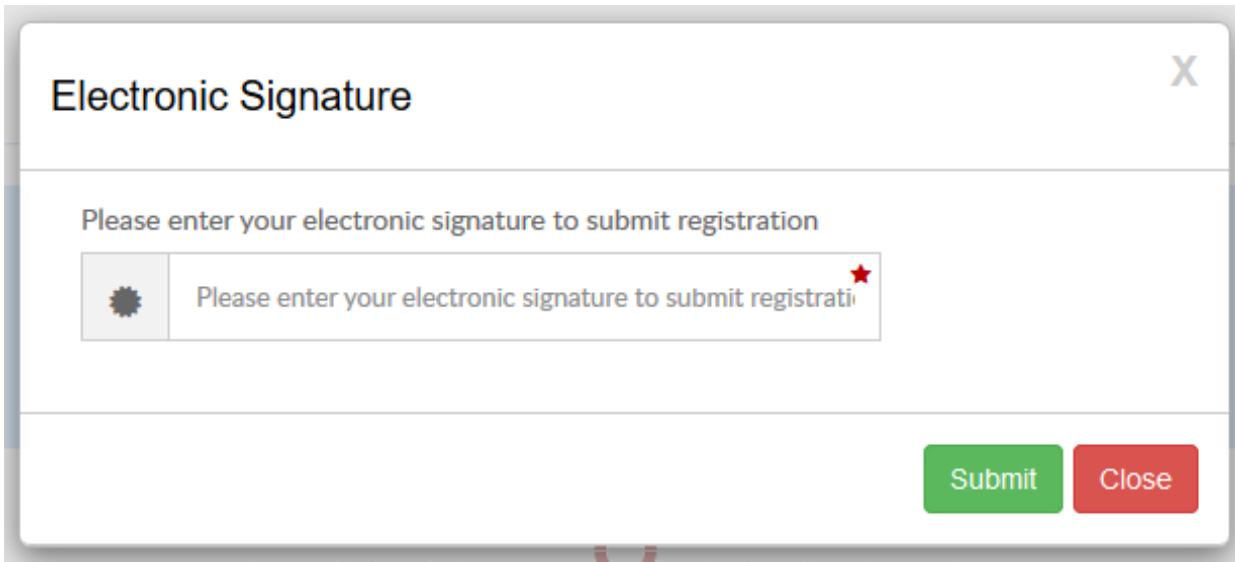 Electronic Signature
X
Please enter your electronic signature to submit registration
Please enter your electronic signature to submit registrati
Submit
Close